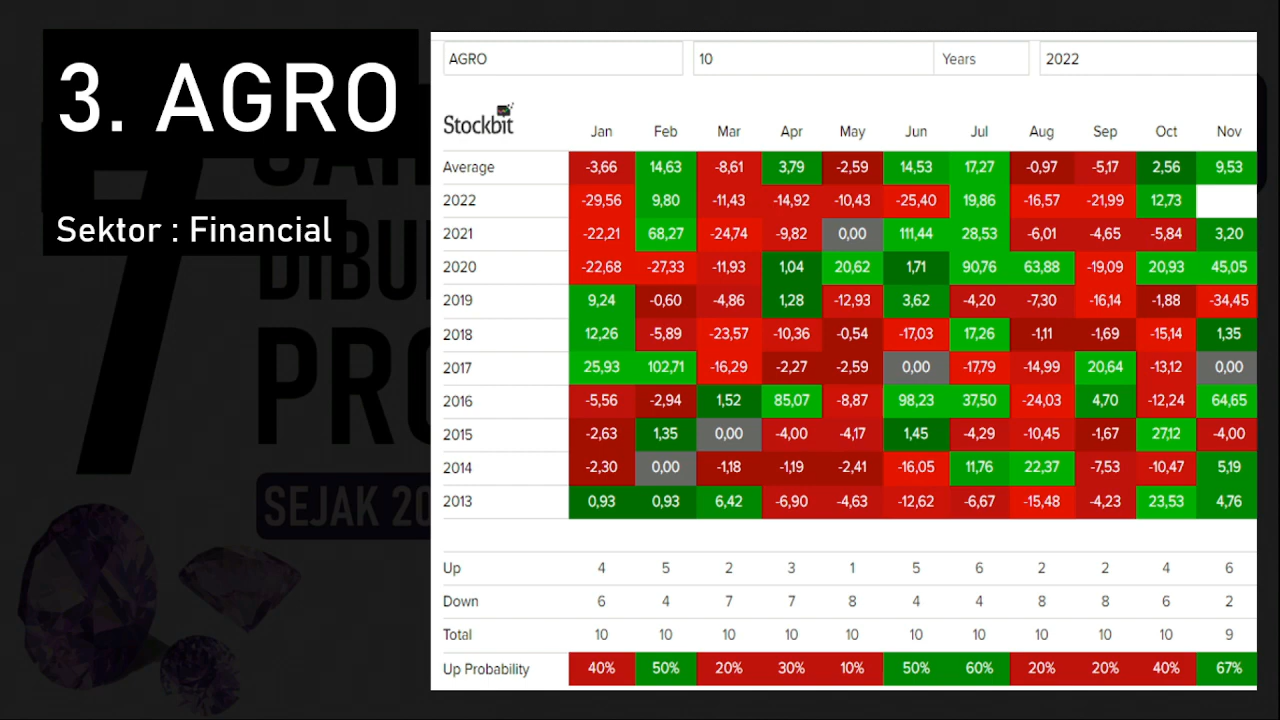 3. AGRO
Sektor : Financial
7
DIBU
PRO
SEJAK 20
AGRO 10 Years 2022
Stockbit
Jan Feb Mar Apr May Jun Jul Aug Sep Oct Nov
Average -3,66 14,63 -8,61 3,79 -2,59 14,53 17,27 -0,97 -5,17 2,56 9,53
2022 -29,56 9,80 -11,43 -14,92 -10,43 -25,40 19,86 -16,57 -21,99 12,73
2021 -22,21 68,27 -24,74 -9,82 0,00 111,44 28,53 -6,01 -4,65 -5,84 3,20
2020 -22,68 -27,33 -11,93 1,04 20,62 1,71 90,76 63,88 -19,09 20,93 45,05
2019 9,24 -0,60 -4,86 1,28 -12,93 3,62 -4,20 -7,30 -16,14 -1,88 -34,45
2018 12,26 -5,89 -23,57 -10,36 -0,54 -17,03 17,26 -1,11 -1,69 -15,14 1,35
2017 25,93 102,71 -16,29 -2,27 -2,59 0,00 -17,79 -14,99 20,64 -13,12 0,00
2016 -5,56 -2,94 1,52 85,07 -8,87 98,23 37,50 -24,03 4,70 -12,24 64,65
2015 -2,63 1,35 0,00 -4,00 -4,17 1,45 -4,29 -10,45 -1,67 27,12 -4,00
2014 -2,30 0,00 -1,18 -1,19 -2,41 -16,05 11,76 22,37 -7,53 -10,47 5,19
2013 0,93 0,93 6,42 -6,90 -4,63 -12,62 -6,67 -15,48 -4,23 23,53 4,76
Up 4 5 2 3 1 5 6 2 2 4 6
Down 6 4 7 7 8 4 4 8 8 6 2
Total 10 10 10 10 10 10 10 10 10 10 9
Up Probability 40% 50% 20% 30% 10% 50% 60% 20% 20% 40% 67%